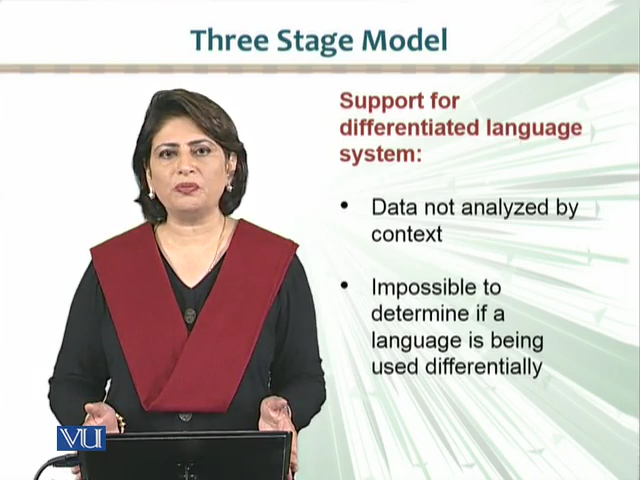 Three Stage Model
Support for
differentiated language
system:
• Data not analyzed by
context
• Impossible to
determine if a
language is being
used differentially
VU